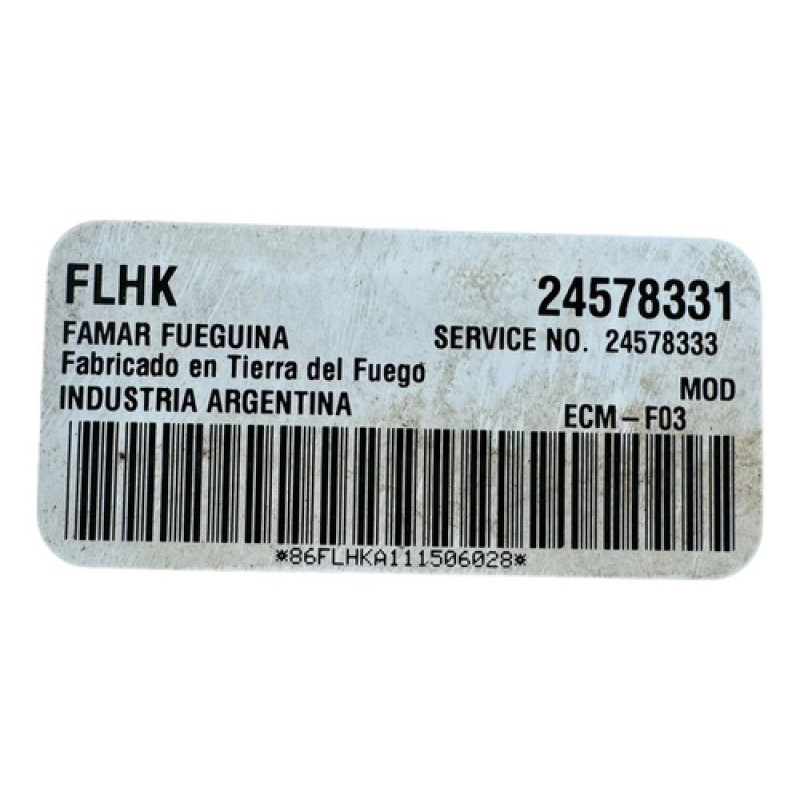 FLHK 24578331
FAMAR FUEGUINA SERVICE NO. 24578333
Fabricado en Tierra del Fuego MOD
INDUSTRIA ARGENTINA ECM-F03
*86FLHKA111506028*